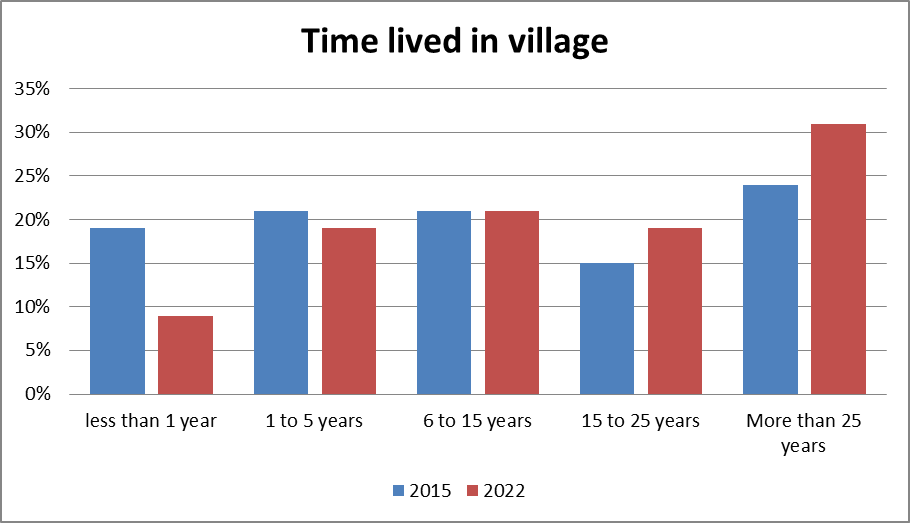 Time lived in village
35%
30%
25%
20%
15%
10%
5%
0%
less than 1 year
1 to 5 years
6 to 15 years
15 to 25 years
More than 25
years
2015
2022